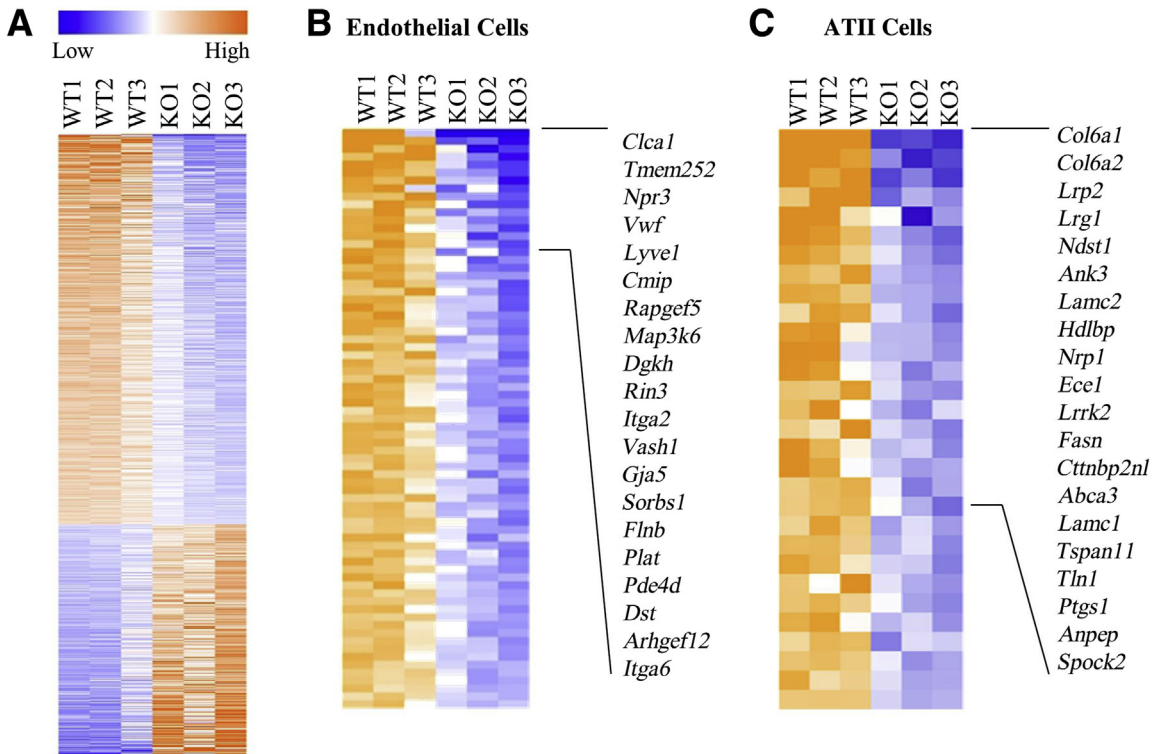 A
Low High
WT1 WT2 WT3 KO1 KO2 KO3
B Endothelial Cells
WT1 WT2 WT3 KO1 KO2 KO3
Clca1
Tmem252
Npr3
Vwf
Lyve1
Cmip
Rapgef5
Map3k6
Dgkh
Rin3
Itga2
Vash1
Gja5
Sorbs1
Flnb
Plat
Pde4d
Dst
Arhgef12
Itga6
C ATII Cells
WT1 WT2 WT3 KO1 KO2 KO3
Col6a1
Col6a2
Lrp2
Lrg1
Ndst1
Ank3
Lamc2
Hdlbp
Nrp1
Ece1
Lrrk2
Fasn
Cttnbp2nl
Abca3
Lamc1
Tspan11
Tln1
Ptgs1
Anpep
Spock2